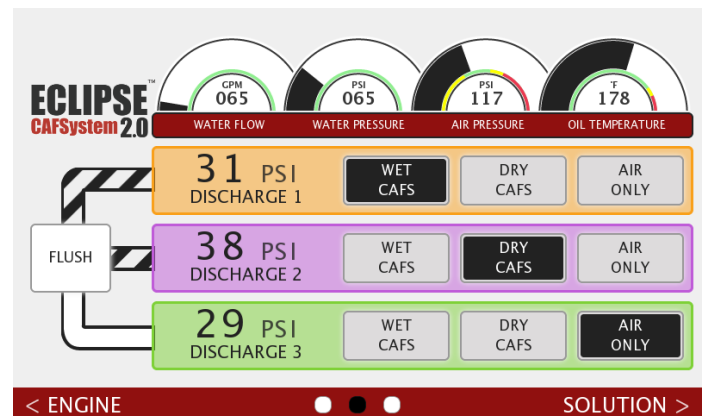 ECLIPSE™
CAFSystem 2.0
GPM
065
WATER FLOW
PSI
065
WATER PRESSURE
PSI
117
AIR PRESSURE
°F
178
OIL TEMPERATURE
FLUSH
31 PSI
DISCHARGE 1
WET
CAFS
DRY
CAFS
AIR
ONLY
38 PSI
DISCHARGE 2
WET
CAFS
DRY
CAFS
AIR
ONLY
29 PSI
DISCHARGE 3
WET
CAFS
DRY
CAFS
AIR
ONLY
< ENGINE
SOLUTION >